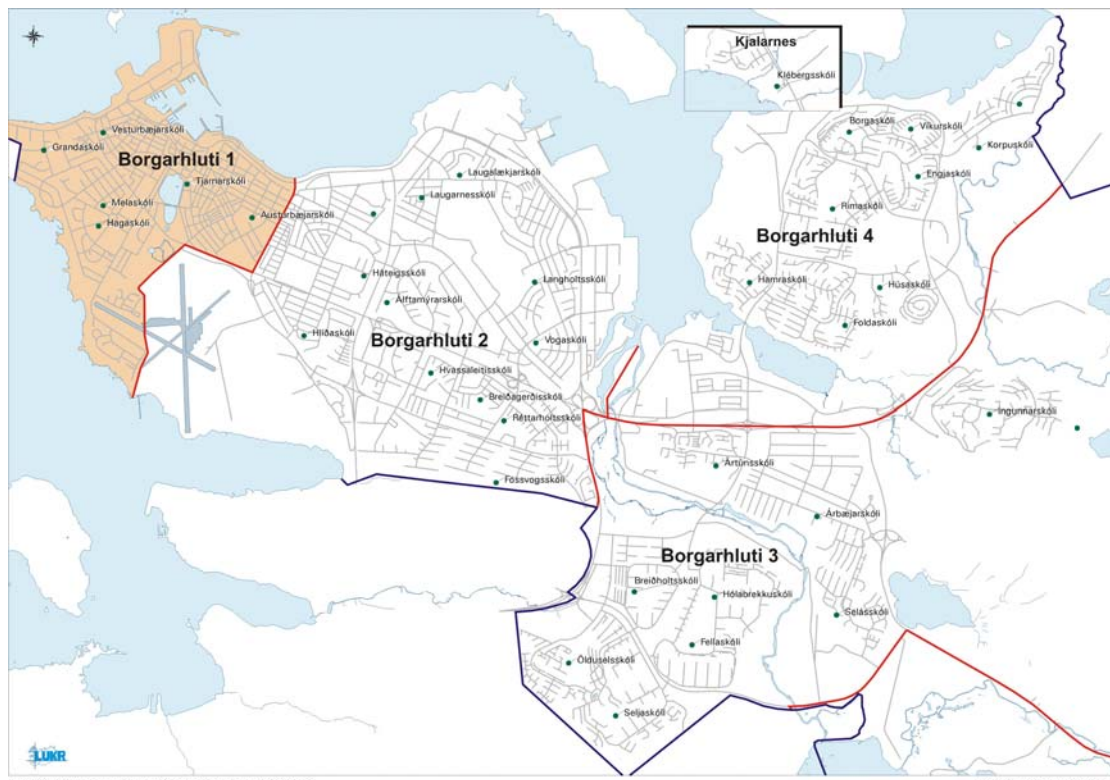 Kjalarnes
Klébergsskóli
Borgaskóli
Víkurskóli
Korpuskóli
Engjaskóli
Rimaskóli
Borgarhluti 4
Hamraskóli
Húsaskóli
Foldaskóli
Vesturbæjarskóli
Grandaskóli
Borgarhluti 1
Tjarnarskóli
Melaskóli
Hagaskóli
Austurbæjarskóli
Laugalækjarskóli
Laugarnesskóli
Háteigsskóli
Langholtsskóli
Álftamýrarskóli
Hlíðaskóli
Borgarhluti 2
Vogaskóli
Hvassaleitisskóli
Breiðagerðisskóli
Réttarholtsskóli
Fossvogsskóli
Ingunnarskóli
Ártúnsskóli
Árbæjarskóli
Borgarhluti 3
Breiðholtsskóli
Hólabrekkuskóli
Selásskóli
Fellaskóli
Ölduselsskóli
Seljaskóli
LUKR